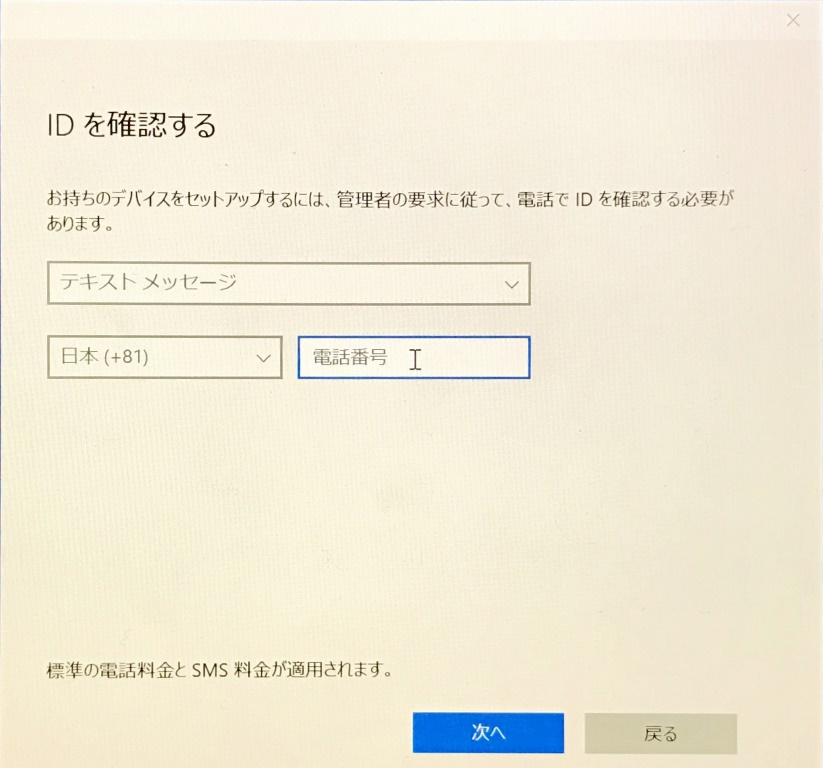 ID を確認する
お持ちのデバイスをセットアップするには、管理者の要求に従って、電話で ID を確認する必要が
あります。
テキスト メッセージ
日本 (+81)
電話番号
標準の電話料金と SMS 料金が適用されます。
次へ
戻る